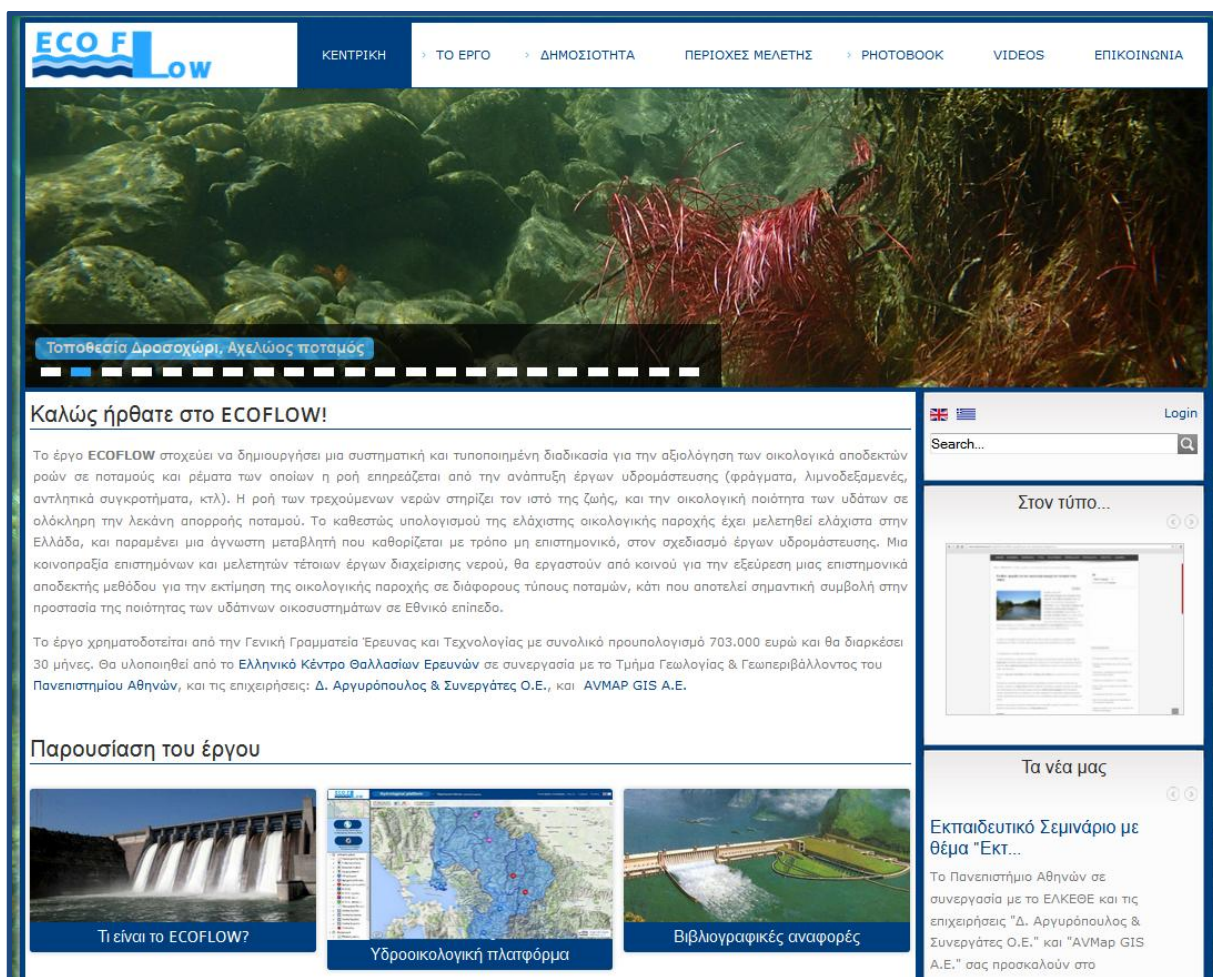 ECO FLOW
ΚΕΝΤΡΙΚΗ
ΤΟ ΕΡΓΟ
ΔΗΜΟΣΙΟΤΗΤΑ
ΠΕΡΙΟΧΕΣ ΜΕΛΕΤΗΣ
PHOTOBOOK
VIDEOS
ΕΠΙΚΟΙΝΩΝΙΑ
Τοποθεσία Δροσοχώρι, Αχελώος ποταμός
Καλώς ήρθατε στο ECOFLOW!
Το έργο ECOFLOW στοχεύει να δημιουργήσει μια συστηματική και τυποποιημένη διαδικασία για την αξιολόγηση των οικολογικά αποδεκτών
ροών σε ποταμούς και ρέματα των οποίων η ροή επηρεάζεται από την ανάπτυξη έργων υδρομάστευσης (φράγματα, λιμνοδεξαμενές,
αντλητικά συγκροτήματα, κτλ). Η ροή των τρεχούμενων νερών στηρίζει τον ιστό της ζωής, και την οικολογική ποιότητα των υδάτων σε
ολόκληρη την λεκάνη απορροής ποταμού. Το καθεστώς υπολογισμού της ελάχιστης οικολογικής παροχής έχει μελετηθεί ελάχιστα στην
Ελλάδα, και παραμένει μια άγνωστη μεταβλητή που καθορίζεται με τρόπο μη επιστημονικό, στον σχεδιασμό έργων υδρομάστευσης. Μια
κοινοπραξία επιστημόνων και μελετητών τέτοιων έργων διαχείρισης νερού, θα εργαστούν από κοινού για την εξεύρεση μιας επιστημονικά
αποδεκτής μεθόδου για την εκτίμηση της οικολογικής παροχής σε διάφορους τύπους ποταμών, κάτι που αποτελεί σημαντική συμβολή στην
προστασία της ποιότητας των υδάτινων οικοσυστημάτων σε Εθνικό επίπεδο.
Το έργο χρηματοδοτείται από την Γενική Γραμματεία Έρευνας και Τεχνολογίας με συνολικό προυπολογισμό 703.000 ευρώ και θα διαρκέσει
30 μήνες. Θα υλοποιηθεί από το Ελληνικό Κέντρο Θαλλασίων Ερευνών σε συνεργασία με το Τμήμα Γεωλογίας & Γεωπεριβάλλοντος του
Πανεπιστημίου Αθηνών, και τις επιχειρήσεις: Δ. Αργυρόπουλος & Συνεργάτες Ο.Ε., και AVMAP GIS A.E.
Παρουσίαση του έργου
Τι είναι το ECOFLOW?
Υδροοικολογική πλατφόρμα
Βιβλιογραφικές αναφορές
Login
Search...
Στον τύπο...
Τα νέα μας
Εκπαιδευτικό Σεμινάριο με
θέμα "Εκτ...
Το Πανεπιστήμιο Αθηνών σε
συνεργασία με το ΕΛΚΕΘΕ και τις
επιχειρήσεις "Δ. Αργυρόπουλος &
Συνεργάτες Ο.Ε." και "AVMap GIS
Α.Ε." σας προσκαλούν στο